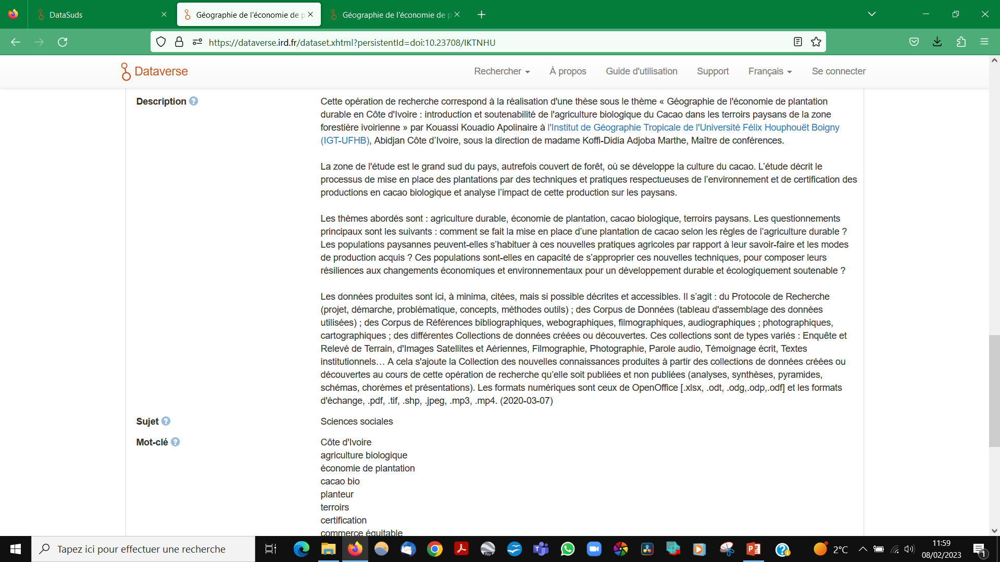 DataSuds
Géographie de l'économie de p
Géographie de l'économie de p
https://dataverse.ird.fr/dataset.xhtml?persistentId=doi:10.23708/IKTNHU
Dataverse
Rechercher
À propos
Guide d'utilisation
Support
Français
Se connecter
Description
Cette opération de recherche correspond à la réalisation d'une thèse sous le thème « Géographie de l'économie de plantation
durable en Côte d'Ivoire : introduction et soutenabilité de l'agriculture biologique du Cacao dans les terroirs paysans de la zone
forestière ivoirienne » par Kouassi Kouadio Apolinaire à l'Institut de Géographie Tropicale de l'Université Félix Houphouët Boigny
(IGT-UFHB), Abidjan Côte d’Ivoire, sous la direction de madame Koffi-Didia Adjoba Marthe, Maître de conférences.
La zone de l'étude est le grand sud du pays, autrefois couvert de forêt, où se développe la culture du cacao. L’étude décrit le
processus de mise en place des plantations par des techniques et pratiques respectueuses de l’environnement et de certification des
productions en cacao biologique et analyse l’impact de cette production sur les paysans.
Les thèmes abordés sont : agriculture durable, économie de plantation, cacao biologique, terroirs paysans. Les questionnements
principaux sont les suivants : comment se fait la mise en place d’une plantation de cacao selon les règles de l’agriculture durable ?
Les populations paysannes peuvent-elles s’habituer à ces nouvelles pratiques agricoles par rapport à leur savoir-faire et les modes
de production acquis ? Ces populations sont-elles en capacité de s’approprier ces nouvelles techniques, pour composer leurs
résiliences aux changements économiques et environnementaux pour un développement durable et écologiquement soutenable ?
Les données produites sont ici, à minima, citées, mais si possible décrites et accessibles. Il s’agit : du Protocole de Recherche
(projet, démarche, problématique, concepts, méthodes outils) ; des Corpus de Données (tableau d'assemblage des données
utilisées) ; des Corpus de Références bibliographiques, webographiques, filmographiques, audiographiques ; photographiques,
cartographiques ; des différentes Collections de données créées ou découvertes. Ces collections sont de types variés : Enquête et
Relevé de Terrain, d'Images Satellites et Aériennes, Filmographie, Photographie, Parole audio, Témoignage écrit, Textes
institutionnels… A cela s'ajoute la Collection des nouvelles connaissances produites à partir des collections de données créées ou
découvertes au cours de cette opération de recherche qu’elle soit publiées et non publiées (analyses, synthèses, pyramides,
schémas, chorèmes et présentations). Les formats numériques sont ceux de OpenOffice [.xlsx, .odt, .odg,.odp,.odf] et les formats
d'échange, .pdf, .tif, .shp, .jpeg, .mp3, .mp4. (2020-03-07)
Sujet
Sciences sociales
Mot-clé
Côte d'Ivoire
agriculture biologique
économie de plantation
cacao bio
planteur
terroirs
certification
commerce équitable
Tapez ici pour effectuer une recherche
2°C
11:59
08/02/2023
1